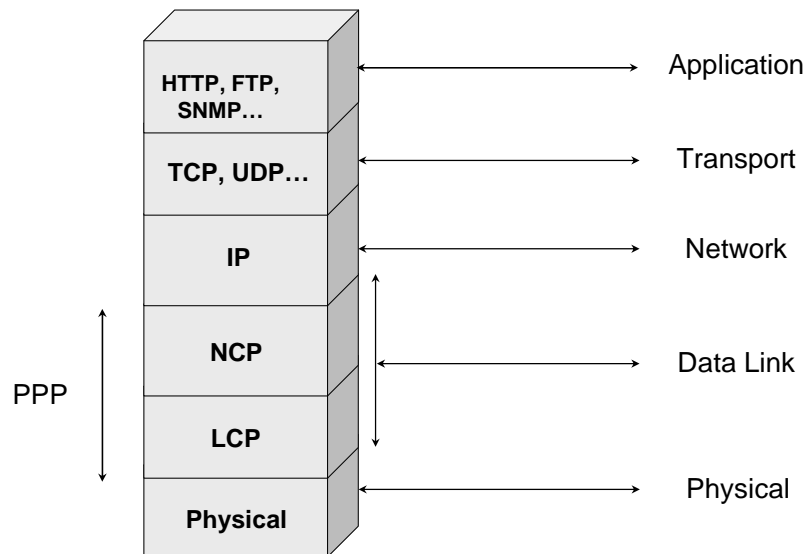 HTTP, FTP,
SNMP…
Application
TCP, UDP…
Transport
IP
Network
NCP
Data Link
PPP
LCP
Physical
Physical